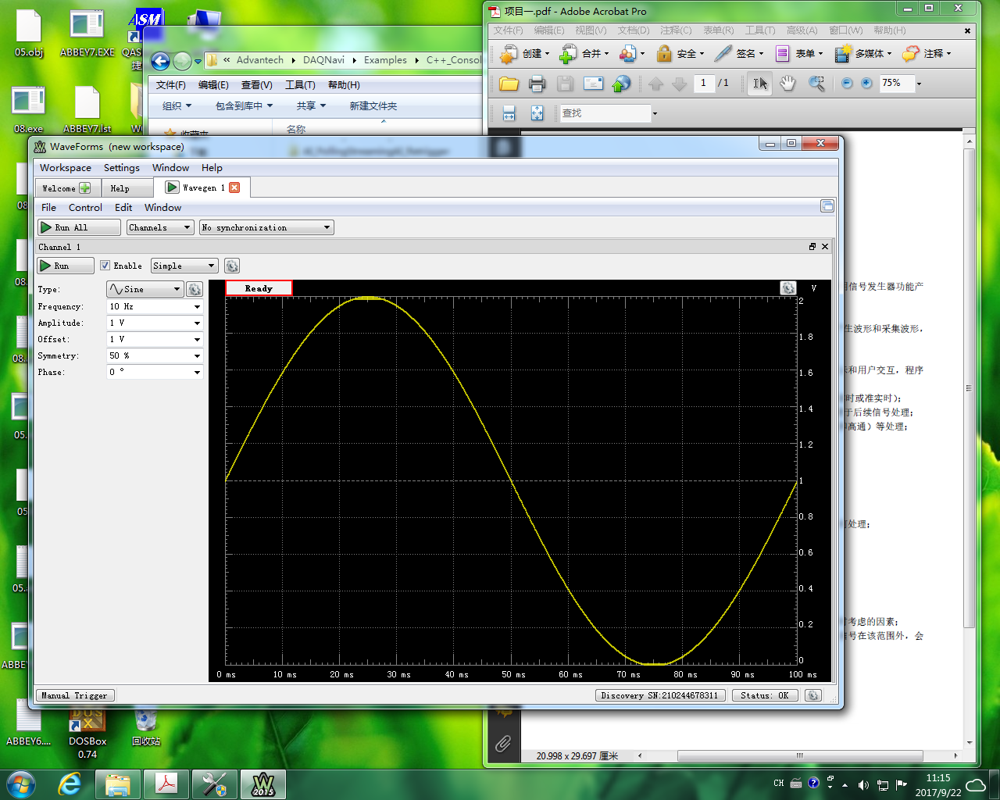 05.obj
ABBEY7.EXE
ASM
QAS
捷
08.exe
ABBEY7.lst
05.
ABBEY6....
DOSBox
0.74
回收站
« Advantech ▸ DAQNavi ▸ Examples ▸ C++_Consol
文件(F) 编辑(E) 查看(V) 工具(T) 帮助(H)
组织 包含到库中 共享 新建文件夹
收藏夹
名称
项目一.pdf - Adobe Acrobat Pro
文件(F) 编辑(E) 视图(V) 文档(D) 注释(C) 表单(R) 工具(T) 高级(A) 窗口(W) 帮助(H)
创建 合并 安全 签名 表单 多媒体 注释
1 / 1 75%
查找
信号发生器功能产
生波形和采集波形，
和用户交互，程序
时或准实时）；
于后续信号处理；
高通）等处理；
处理；
考虑的因素；
信号在该范围外，会
20.998 x 29.697 厘米
WaveForms (new workspace)
Workspace Settings Window Help
Welcome Help Wavegen 1
File Control Edit Window
Run All Channels No synchronization
Channel 1
Run Enable Simple
Type: Sine
Frequency: 10 Hz
Amplitude: 1 V
Offset: 1 V
Symmetry: 50 %
Phase: 0 °
Ready
V
2
1.8
1.6
1.4
1.2
1
0.8
0.6
0.4
0.2
0
0 ms 10 ms 20 ms 30 ms 40 ms 50 ms 60 ms 70 ms 80 ms 90 ms 100 ms
Manual Trigger
Discovery SN:210244678311
Status: OK
2015
CH
11:15
2017/9/22